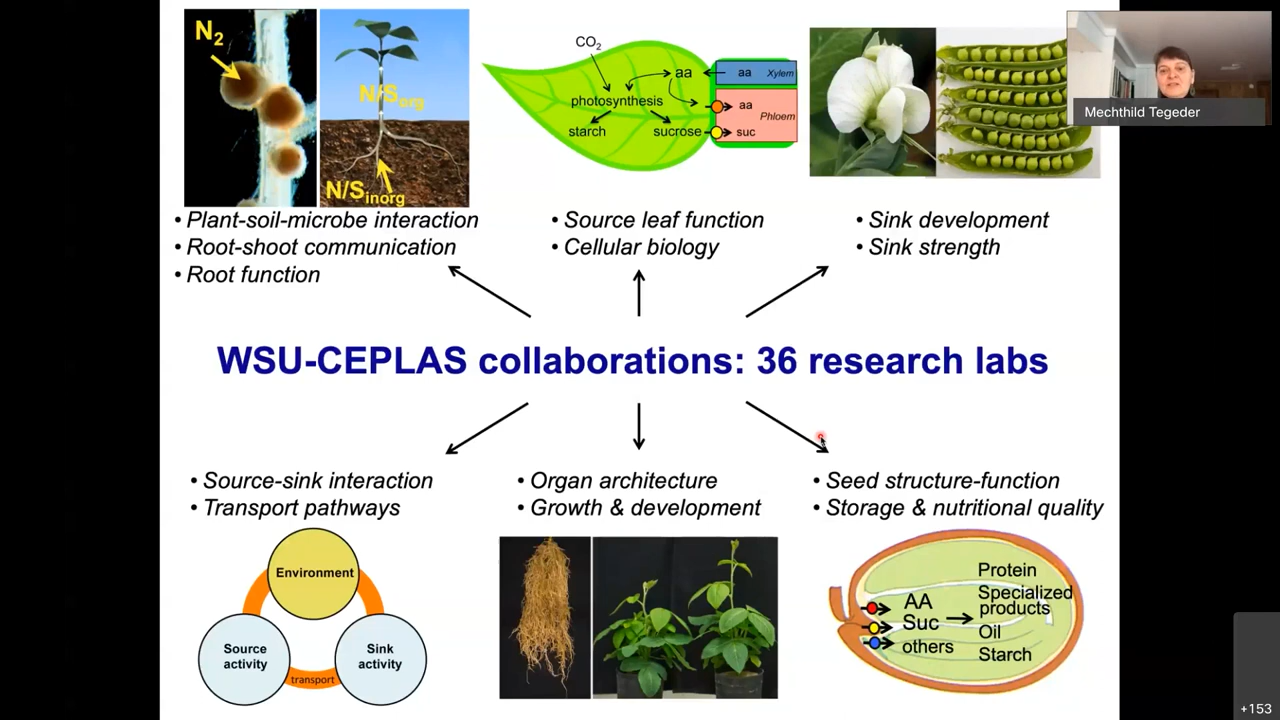 N2
N/Sorg
N/Sinorg
CO2
aa
aa
Xylem
photosynthesis
aa
Phloem
starch
sucrose
suc
Mechthild Tegeder
• Plant-soil-microbe interaction
• Root-shoot communication
• Root function
• Source leaf function
• Cellular biology
• Sink development
• Sink strength
WSU-CEPLAS collaborations: 36 research labs
• Source-sink interaction
• Transport pathways
• Organ architecture
• Growth & development
• Seed structure-function
• Storage & nutritional quality
Environment
Source
activity
Sink
activity
transport
AA
Suc
others
Protein
Specialized
products
Oil
Starch
+153